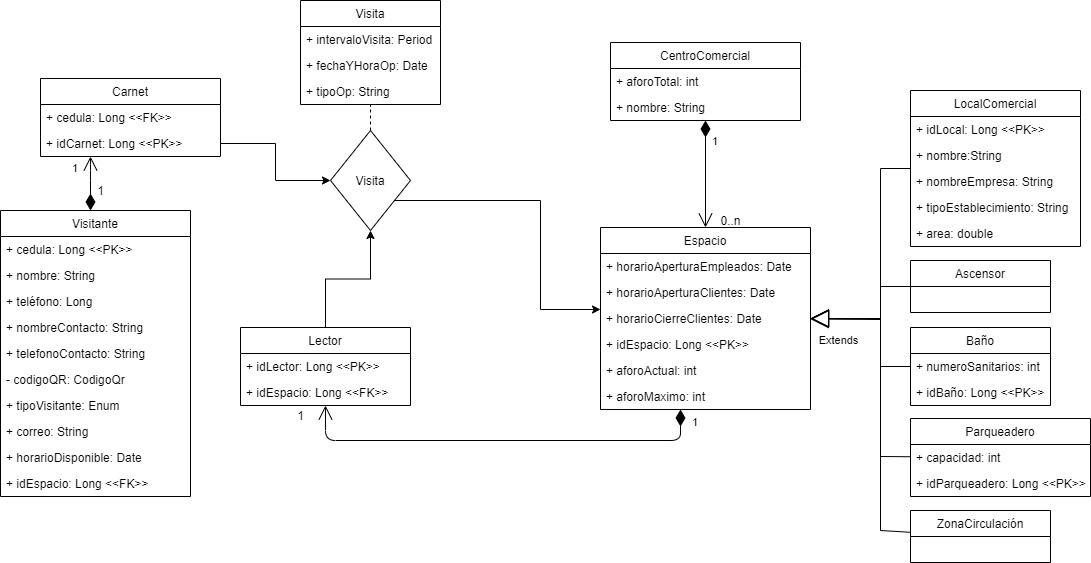 Visita
+ intervaloVisita: Period
+ fechaYHoraOp: Date
+ tipoOp: String
CentroComercial
+ aforoTotal: int
+ nombre: String
1
0..n
Carnet
+ cedula: Long <<FK>>
+ idCarnet: Long <<PK>>
1
1
Visita
LocalComercial
+ idLocal: Long <<PK>>
+ nombre:String
+ nombreEmpresa: String
+ tipoEstablecimiento: String
+ area: double
Visitante
+ cedula: Long <<PK>>
+ nombre: String
+ teléfono: Long
+ nombreContacto: String
+ telefonoContacto: String
- codigoQR: CodigoQr
+ tipoVisitante: Enum
+ correo: String
+ horarioDisponible: Date
+ idEspacio: Long <<FK>>
Espacio
+ horarioAperturaEmpleados: Date
+ horarioAperturaClientes: Date
+ horarioCierreClientes: Date
+ idEspacio: Long <<PK>>
+ aforoActual: int
+ aforoMaximo: int
1
Extends
Ascensor
Lector
+ idLector: Long <<PK>>
+ idEspacio: Long <<FK>>
1
Baño
+ numeroSanitarios: int
+ idBaño: Long <<PK>>
Parqueadero
+ capacidad: int
+ idParqueadero: Long <<PK>>
ZonaCirculación